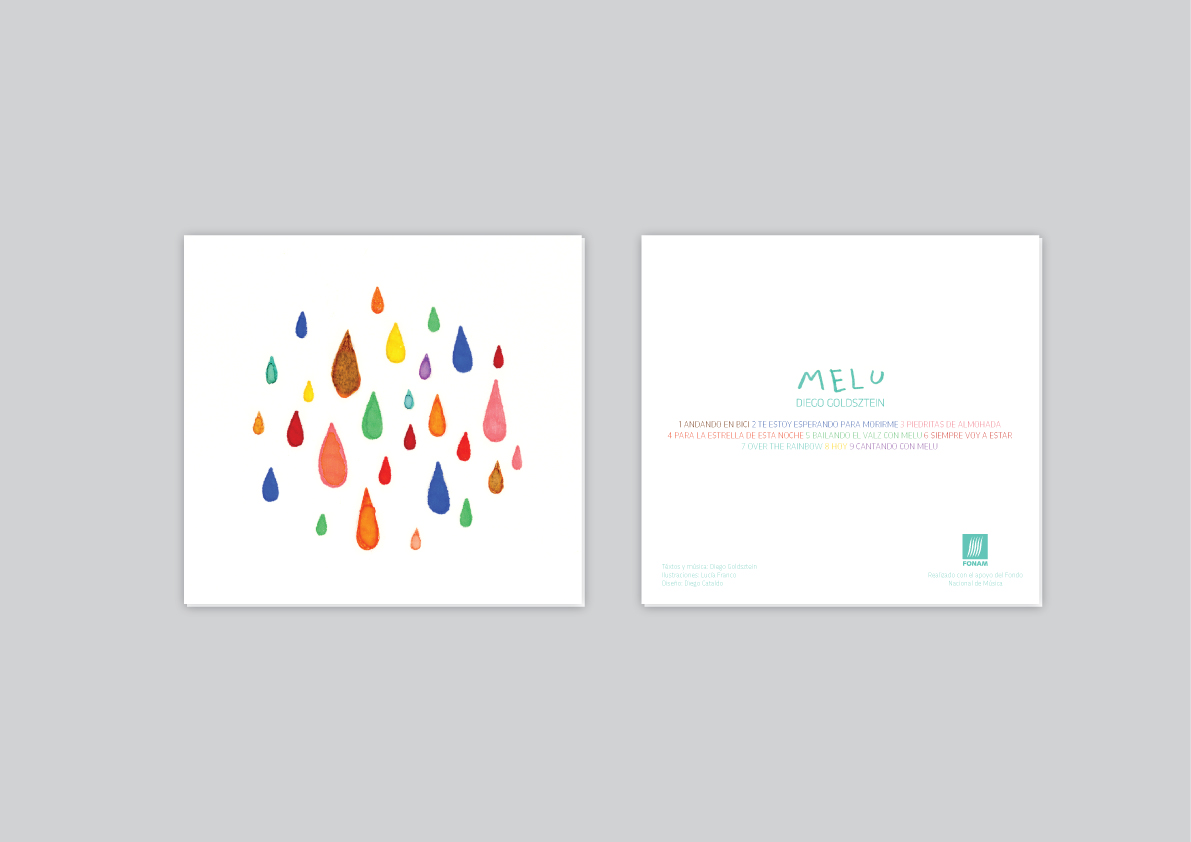 MELU
DIEGO GOLDSZTEIN
1 ANDANDO EN BICI 2 TE ESTOY ESPERANDO PARA MORIRME 3 PIEDRITAS DE ALMOHADA
4 PARA LA ESTRELLA DE ESTA NOCHE 5 BAILANDO EL VALZ CON MELU 6 SIEMPRE VOY A ESTAR
7 OVER THE RAINBOW 8 HOY 9 CANTANDO CON MELU
FONAM
Textos y música: Diego Goldsztein
Ilustraciones: Lucía Franco
Diseño: Diego
Realizado con el apoyo del Fondo
Nacional de Música